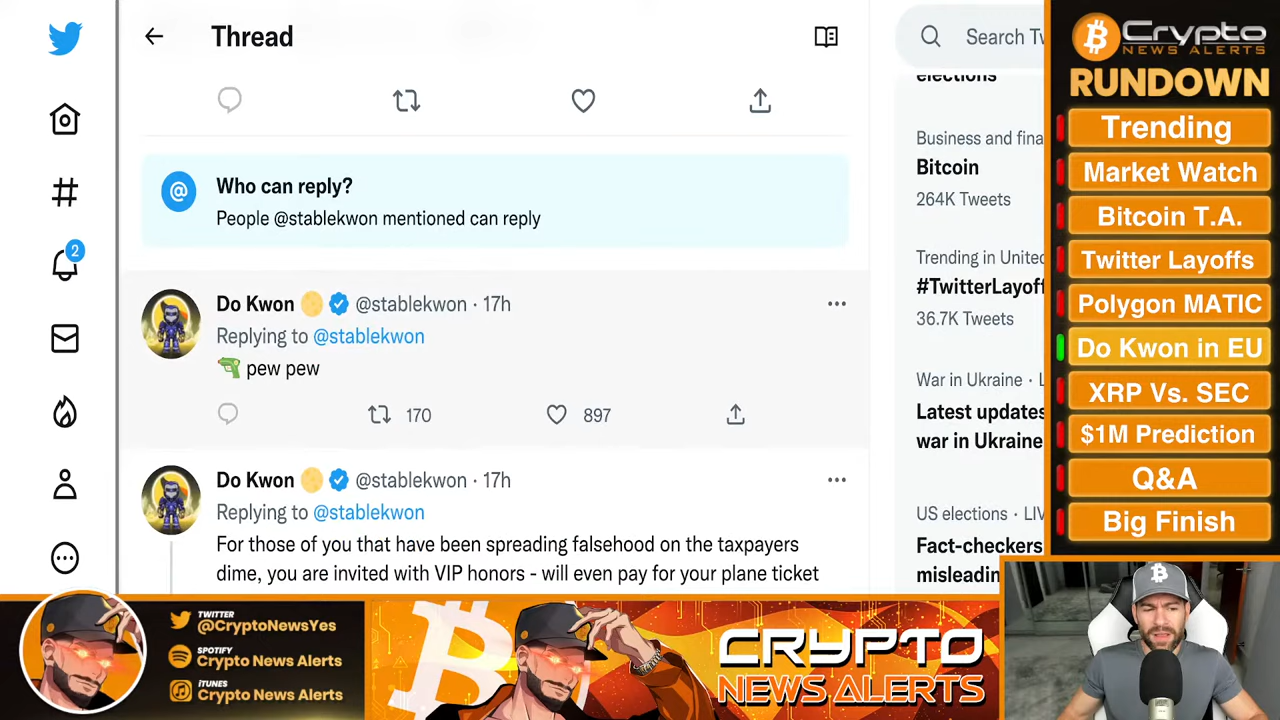 Thread
Who can reply?
People @stablekwon mentioned can reply
Do Kwon @stablekwon · 17h
Replying to @stablekwon
pew pew
170 897
Do Kwon @stablekwon · 17h
Replying to @stablekwon
For those of you that have been spreading falsehood on the taxpayers
dime, you are invited with VIP honors - will even pay for your plane ticket
2
Search Tw
elections
Business and fina
Bitcoin
264K Tweets
Trending in United
#TwitterLayoff
36.7K Tweets
War in Ukraine · L
Latest updates
war in Ukraine
US elections · LIV
Fact-checkers
misleadin
Crypto
NEWS ALERTS
RUNDOWN
Trending
Market Watch
Bitcoin T.A.
Twitter Layoffs
Polygon MATIC
Do Kwon in EU
XRP Vs. SEC
$1M Prediction
Q&A
Big Finish
TWITTER
@CryptoNewsYes
SPOTIFY
Crypto News Alerts
iTUNES
Crypto News Alerts
CRYPTO
NEWS ALERTS